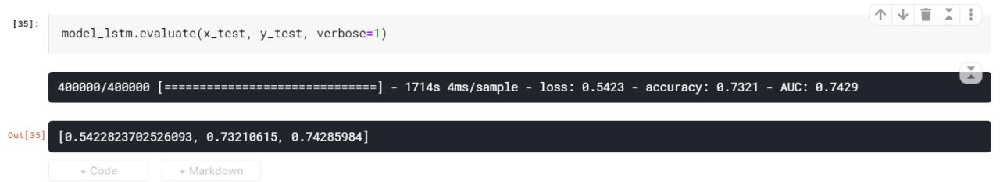 [35]:
model_lstm.evaluate(x_test, y_test, verbose=1)
400000/400000 [==============================] - 1714s 4ms/sample - loss: 0.5423 - accuracy: 0.7321 - AUC: 0.7429
Out[35]
[0.5422823702526093, 0.73210615, 0.74285984]
+ Code
+ Markdown